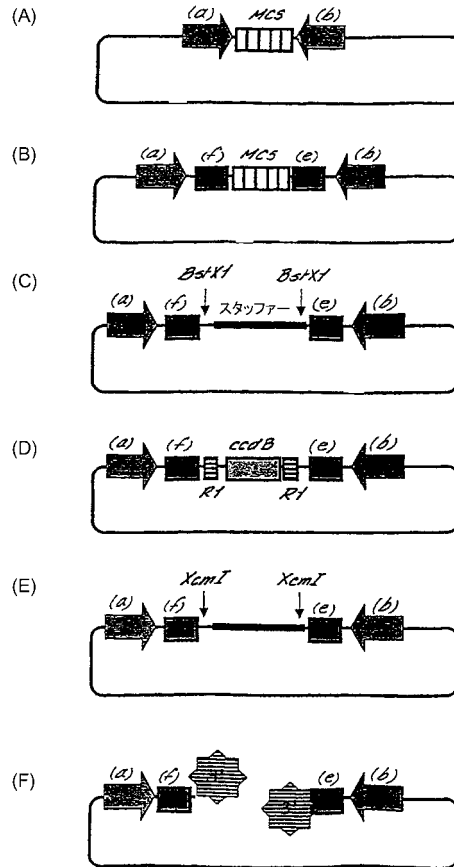 (A)
(a) MCS (b)
(B)
(a) (f) MCS (e) (b)
(C)
BstX1 BstX1
(a) (f) スタッファー (e) (b)
(D)
(a) (f) ccdB (e) (b)
R1 R1
(E)
XcmI XcmI
(a) (f) (e) (b)
(F)
(a) (f) (e) (b)